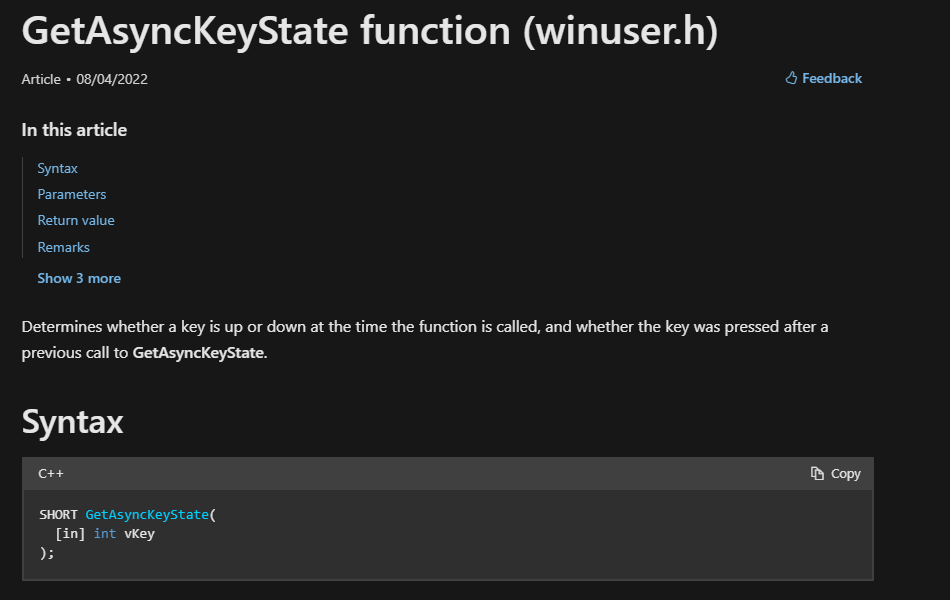 GetAsyncKeyState function (winuser.h)
Article • 08/04/2022
Feedback
In this article
Syntax
Parameters
Return value
Remarks
Show 3 more
Determines whether a key is up or down at the time the function is called, and whether the key was pressed after a
previous call to GetAsyncKeyState.
Syntax
C++
Copy
SHORT GetAsyncKeyState(
  [in] int vKey
);